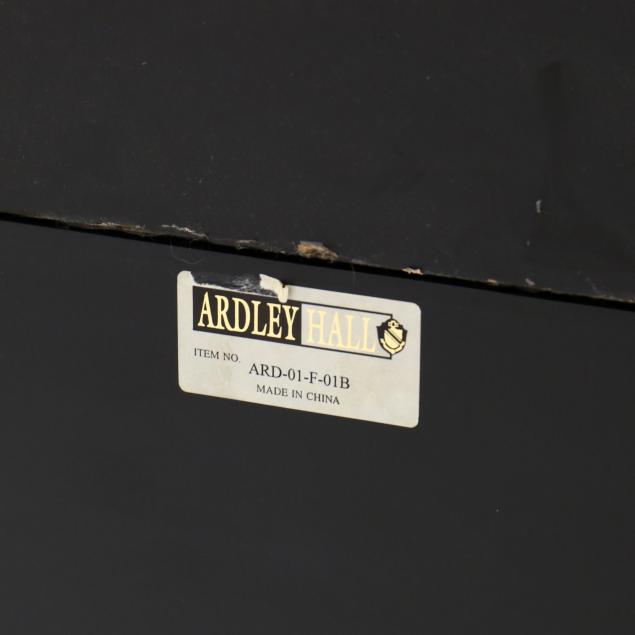 ARDLEY HALL
ITEM NO. ARD-01-F-01B
MADE IN CHINA